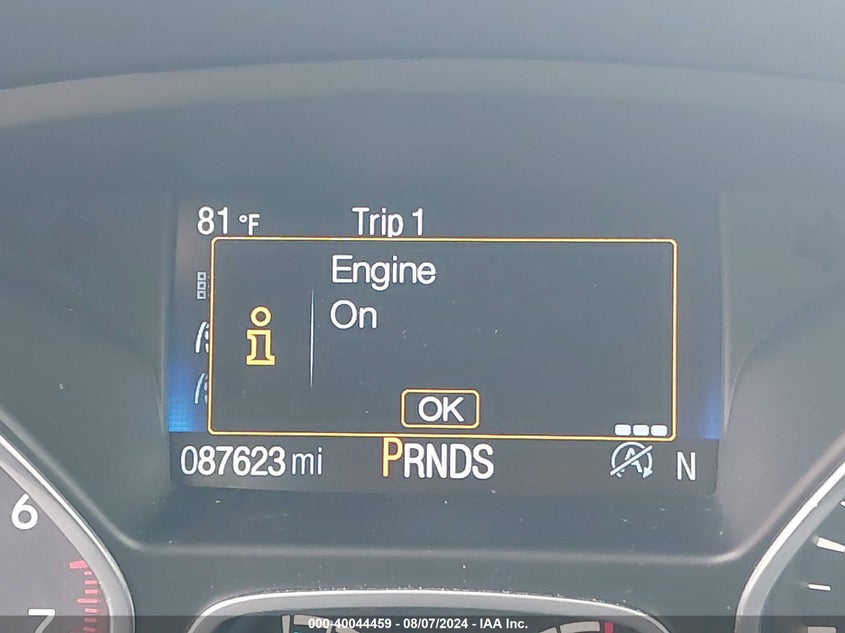 81 °F Trip 1
Engine
On
OK
087623 mi PRNDS N
6
7
000-40044459 - 08/07/2024 - IAA Inc.